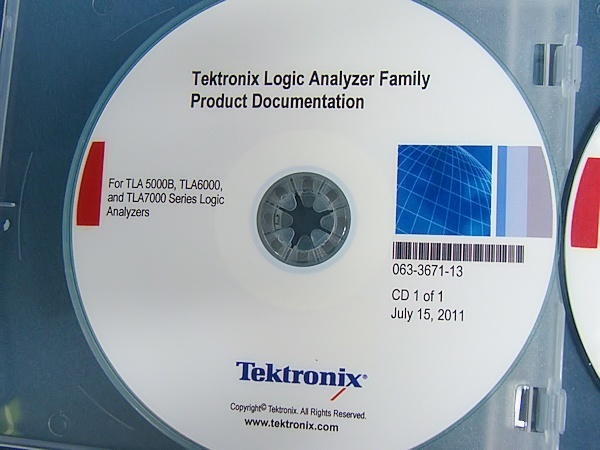 Tektronix Logic Analyzer Family
Product Documentation
For TLA 5000B, TLA6000,
and TLA7000 Series Logic
Analyzers
063-3671-13
CD 1 of 1
July 15, 2011
Tektronix®
Copyright© Tektronix. All Rights Reserved.
www.tektronix.com